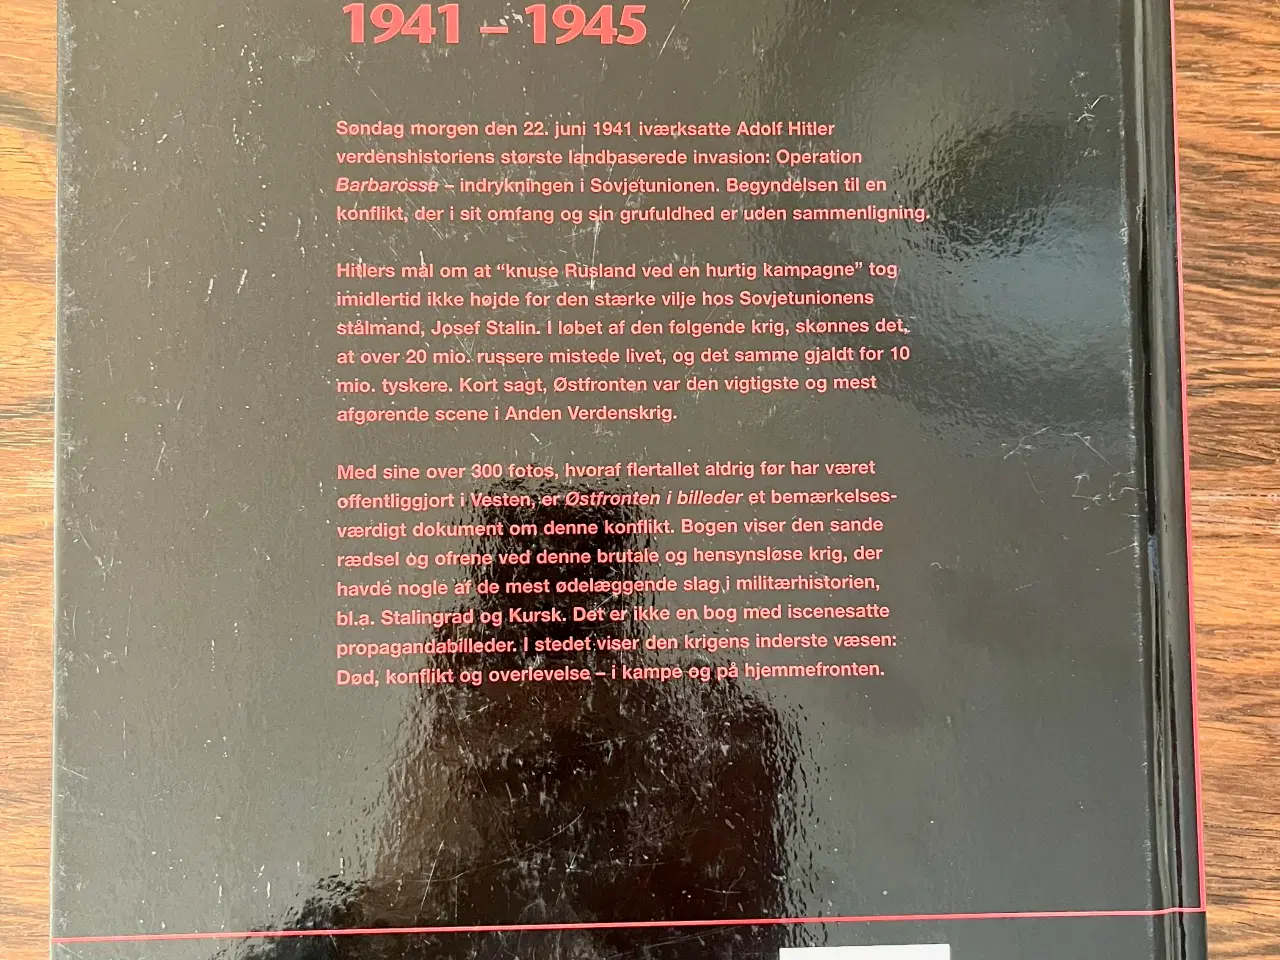 1941 – 1945
Søndag morgen den 22. juni 1941 iværksatte Adolf Hitler
verdenshistoriens største landbaserede invasion: Operation
Barbarossa – indrykningen i Sovjetunionen. Begyndelsen til en
konflikt, der i sit omfang og sin grufuldhed er uden sammenligning.
Hitlers mål om at “knuse Rusland ved en hurtig kampagne” tog
imidlertid ikke højde for den stærke vilje hos Sovjetunionens
stålmand, Josef Stalin. I løbet af den følgende krig, skønnes det,
at over 20 mio. russere mistede livet, og det samme gjaldt for 10
mio. tyskere. Kort sagt, Østfronten var den vigtigste og mest
afgørende scene i Anden Verdenskrig.
Med sine over 300 fotos, hvoraf flertallet aldrig før har været
offentliggjort i Vesten, er Østfronten i billeder et bemærkelses-
værdigt dokument om denne konflikt. Bogen viser den sande
rædsel og ofrene ved denne brutale og hensynsløse krig, der
havde nogle af de mest ødelæggende slag i militærhistorien,
bl.a. Stalingrad og Kursk. Det er ikke en bog med iscenesatte
propagandabilleder. I stedet viser den krigens inderste væsen:
Død, konflikt og overlevelse – i kampe og på hjemmefronten.